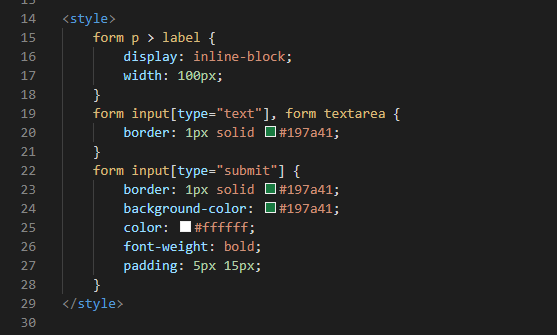 14 <style>
15 form p > label {
16 display: inline-block;
17 width: 100px;
18 }
19 form input[type="text"], form textarea {
20 border: 1px solid #197a41;
21 }
22 form input[type="submit"] {
23 border: 1px solid #197a41;
24 background-color: #197a41;
25 color: #ffffff;
26 font-weight: bold;
27 padding: 5px 15px;
28 }
29 </style>
30